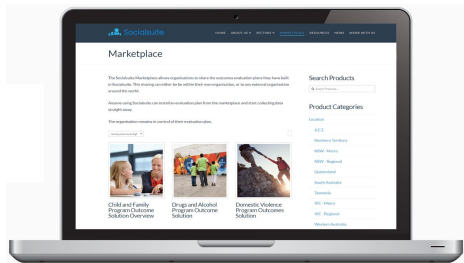 Socialsuite
HOME ABOUT US SECTORS MARKETPLACE RESOURCES NEWS WORK WITH US
Marketplace
The Socialsuite Marketplace allows organisations to share the outcomes evaluation plans they have built
in Socialsuite. This sharing can either be be within their own organisation, or to any external organisation
around the world.
Anyone using Socialsuite can install an evaluation plan from the marketplace and start collecting data
straight away.
The organisation remains in control of their evaluation plan.
Child and Family
Program Outcome
Solution Overview
Drugs and Alcohol
Program Outcome
Solution
Domestic Violence
Program Outcomes
Solution
Search Products
Search Products...
Product Categories
Location
A.C.T.
Northern Territory
NSW - Metro
NSW - Regional
Queensland
South Australia
Tasmania
VIC - Metro
VIC - Regional
Western Australia